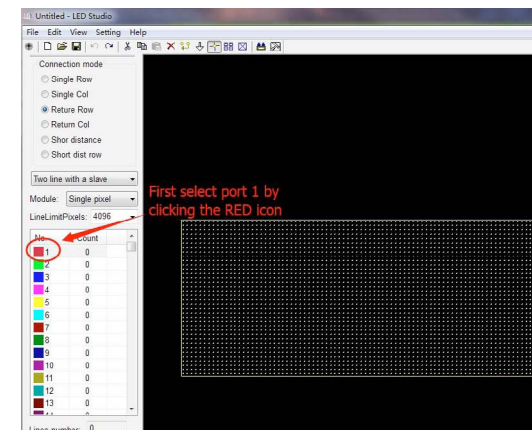 Untitled - LED Studio
File Edit View Setting Help
Connection mode
Single Row
Single Col
Reture Row
Return Col
Shor distance
Short dist row
Two line with a slave
Module: Single pixel
LineLimitPixels: 4096
First select port 1 by
clicking the RED icon
No Count
1 0
2 0
3 0
4 0
5 0
6 0
7 0
8 0
9 0
10 0
11 0
12 0
13 0
Lines number: 0